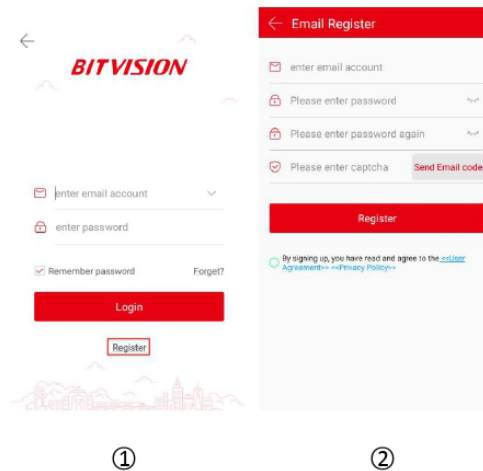 BITVISION
enter email account
enter password
Remember password Forget?
Login
Register
①
Email Register
enter email account
Please enter password
Please enter password again
Please enter captcha Send Email code
Register
By signing up, you have read and agree to the <<User
Agreement>> <<Privacy Policy>>
②